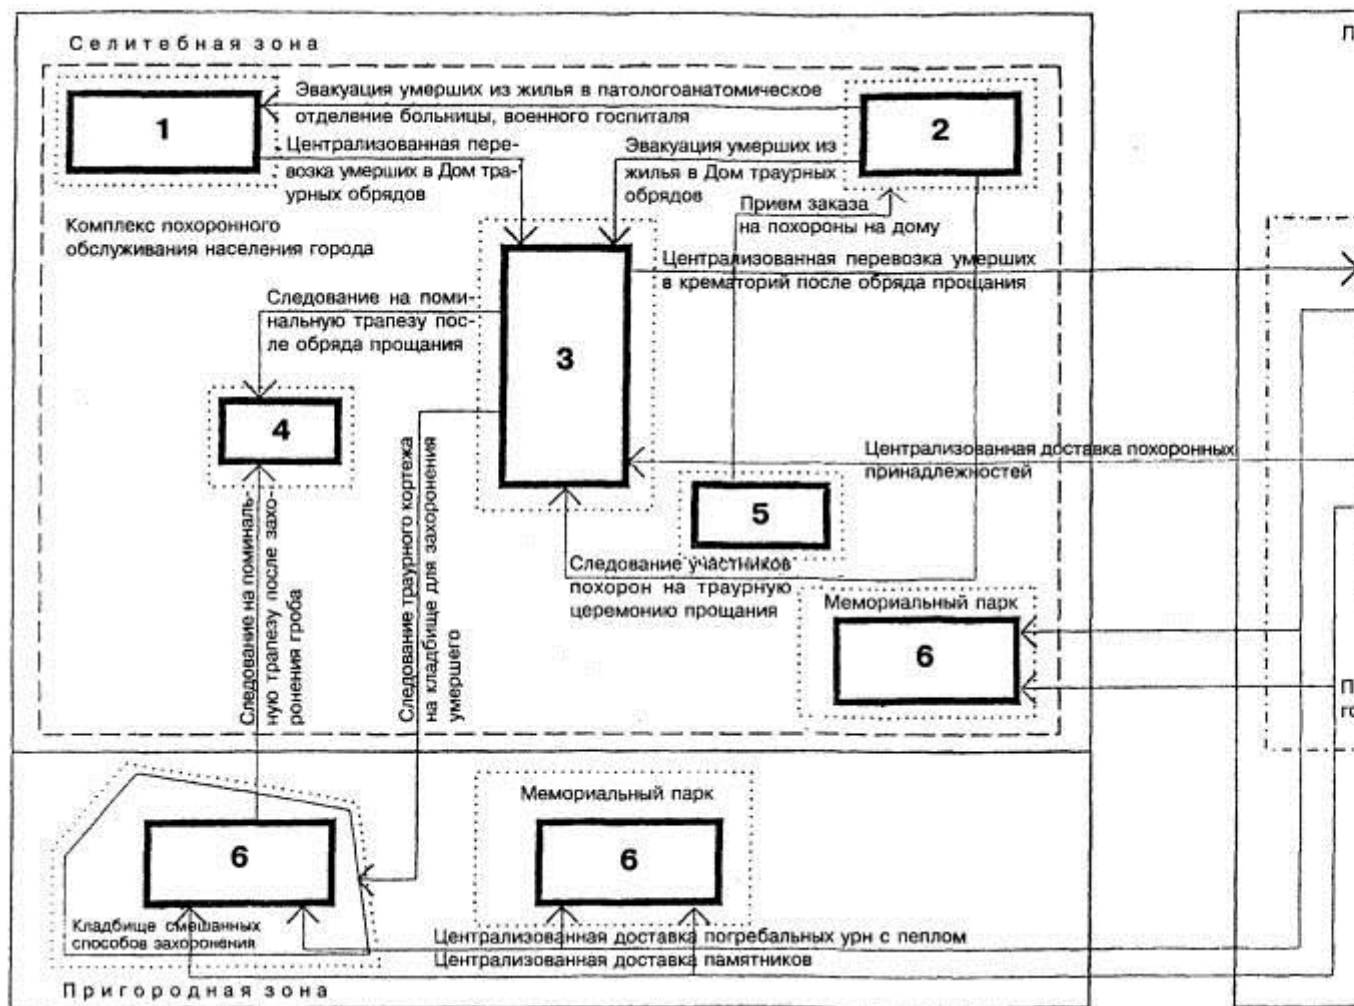 Селитебная зона
Эвакуация умерших из жилья в патологоанатомическое
отделение больницы, военного госпиталя
1
2
Централизованная пере-
возка умерших в Дом тра-
урных обрядов
Эвакуация умерших из
жилья в Дом траурных
обрядов
Прием заказа
на похороны на дому
Комплекс похоронного
обслуживания населения города
Централизованная перевозка умерших
в крематорий после обряда прощания
Следование на поми-
нальную трапезу пос-
ле обряда прощания
3
4
Централизованная доставка похоронных
принадлежностей
5
Следование на поминаль-
ную трапезу после захо-
ронения гроба
Следование траурного кортежа
на кладбище для захоронения
умершего
Следование участников
похорон на траурную
церемонию прощания
Мемориальный парк
6
Мемориальный парк
6
6
Кладбище смешанных
способов захоронения
Централизованная доставка погребальных урн с пеплом
Централизованная доставка памятников
Пригородная зона
П
П
го